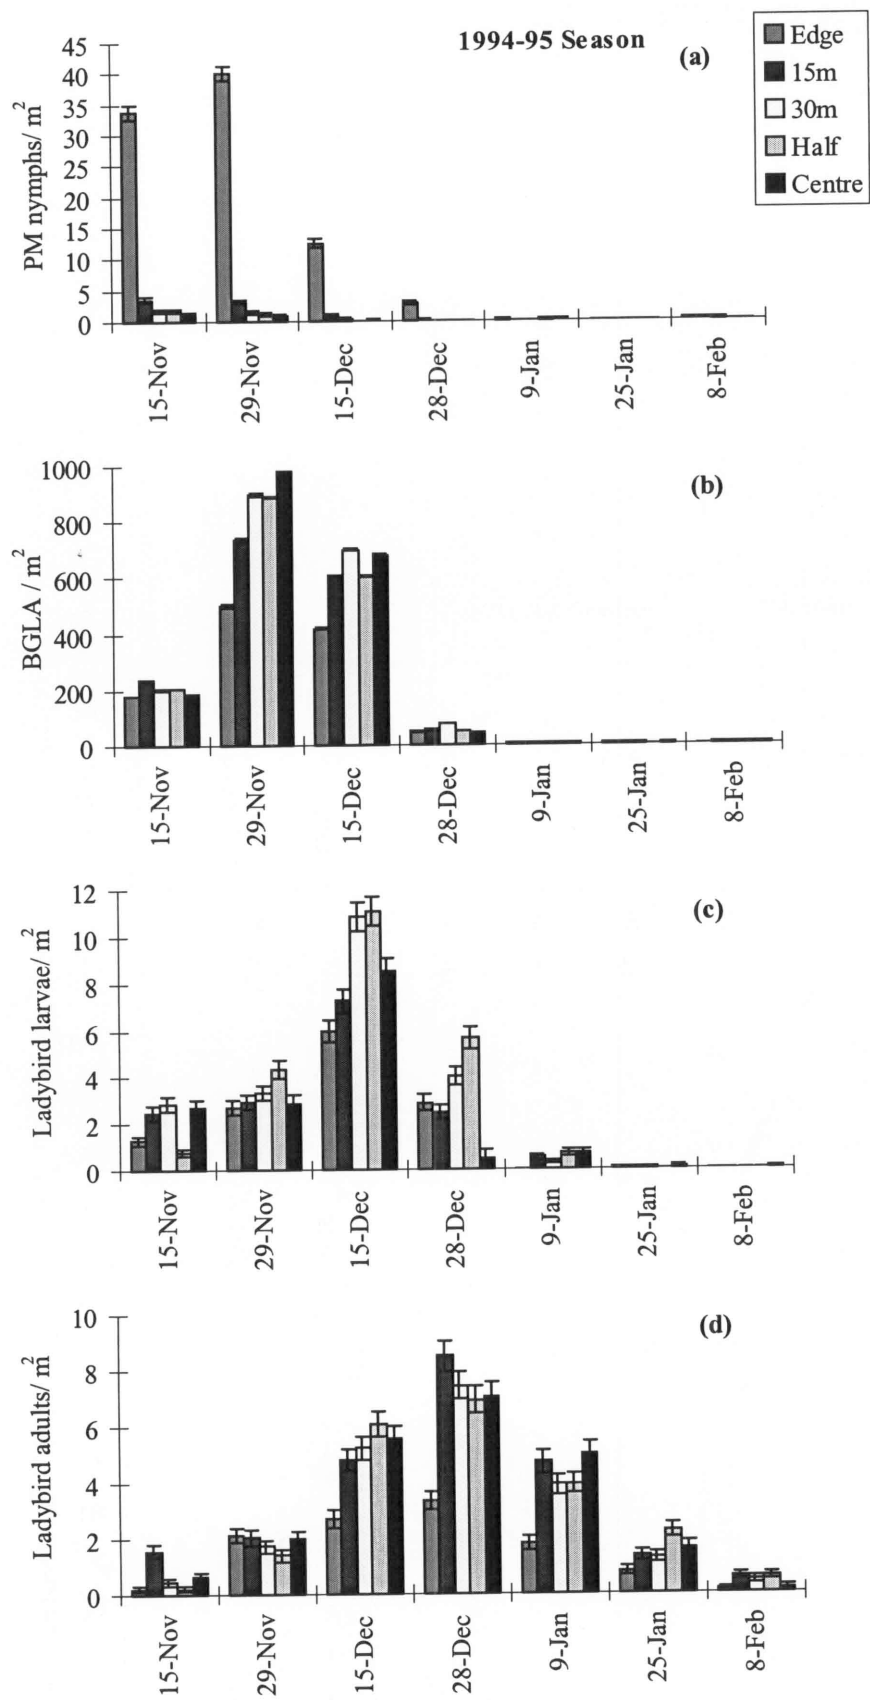 1994-95 Season
(a)
Edge
15m
30m
Half
Centre
PM nymphs/ m²
45
40
35
30
25
20
15
10
5
0
15-Nov
29-Nov
15-Dec
28-Dec
9-Jan
25-Jan
8-Feb
(b)
BGLA / m²
1000
800
600
400
200
0
15-Nov
29-Nov
15-Dec
28-Dec
9-Jan
25-Jan
8-Feb
(c)
Ladybird larvae/ m²
12
10
8
6
4
2
0
15-Nov
29-Nov
15-Dec
28-Dec
9-Jan
25-Jan
8-Feb
(d)
Ladybird adults/ m²
10
8
6
4
2
0
15-Nov
29-Nov
15-Dec
28-Dec
9-Jan
25-Jan
8-Feb